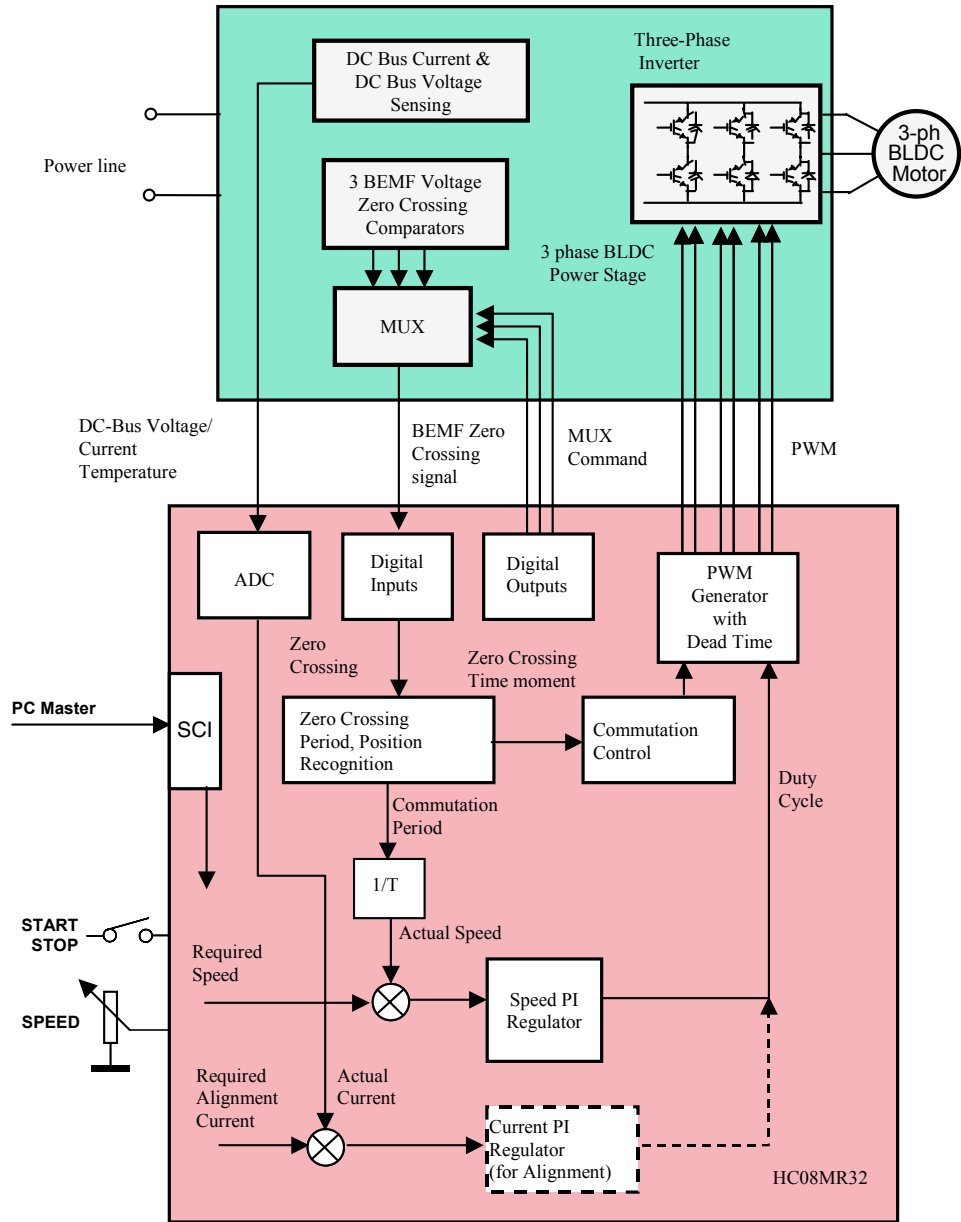 Three-Phase
Inverter
DC Bus Current &
DC Bus Voltage
Sensing
3-ph
BLDC
Motor
Power line
3 BEMF Voltage
Zero Crossing
Comparators
3 phase BLDC
Power Stage
MUX
DC-Bus Voltage/
Current
Temperature
BEMF Zero
Crossing
signal
MUX
Command
PWM
ADC
Digital
Inputs
Digital
Outputs
PWM
Generator
with
Dead Time
Zero
Crossing
Zero Crossing
Time moment
PC Master
SCI
Zero Crossing
Period, Position
Recognition
Commutation
Control
Duty
Cycle
Commutation
Period
1/T
START
STOP
Actual Speed
Required
Speed
SPEED
Speed PI
Regulator
Required
Alignment
Current
Actual
Current
Current PI
Regulator
(for Alignment)
HC08MR32